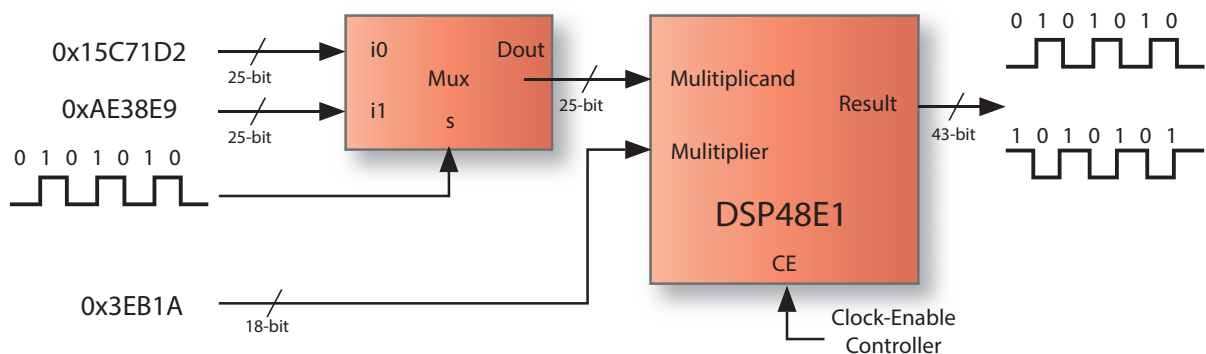 0x15C71D2
25-bit
0xAE38E9
25-bit
0 1 0 1 0 1 0
i0
i1
Mux
s
Dout
25-bit
0x3EB1A
18-bit
Mulitiplicand
Mulitiplier
Result
DSP48E1
CE
Clock-Enable
Controller
43-bit
0 1 0 1 0 1 0
1 0 1 0 1 0 1